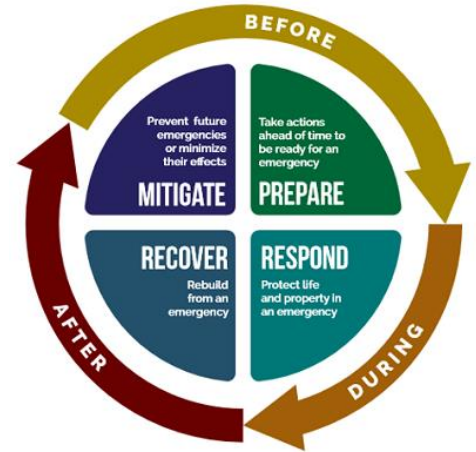 BEFORE
Prevent future
emergencies
or minimize
their effects
MITIGATE
Take actions
ahead of time to
be ready for an
emergency
PREPARE
RECOVER
Rebuild
from an
emergency
RESPOND
Protect life
and property in
an emergency
AFTER
DURING